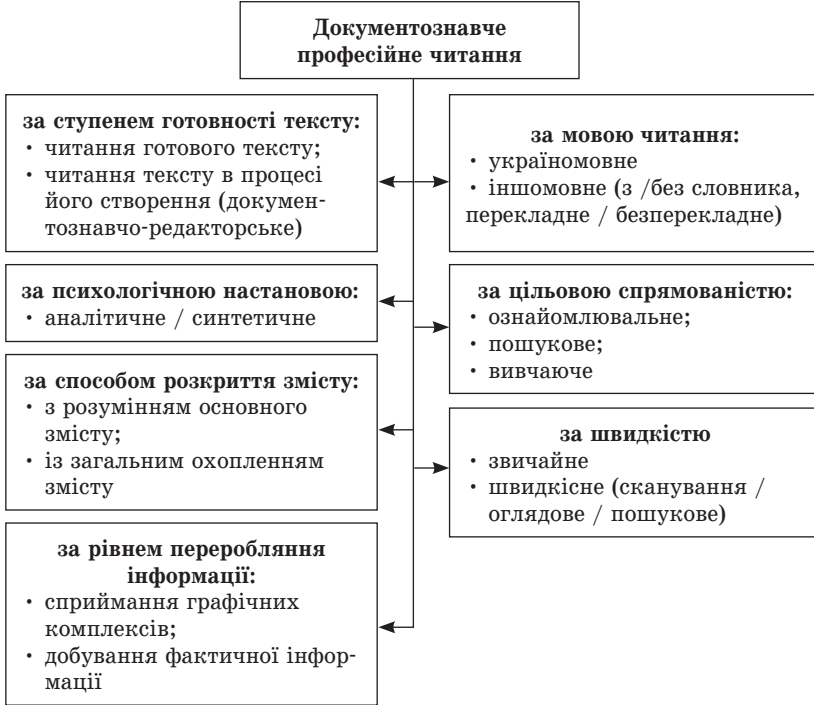 Документознавче
професійне читання
за ступенем готовності тексту:
• читання готового тексту;
• читання тексту в процесі
його створення (докумен-
тознавчо-редакторське)
за мовою читання:
• україномовне
• іншомовне (з /без словника,
перекладне / безперекладне)
за психологічною настановою:
• аналітичне / синтетичне
за цільовою спрямованістю:
• ознайомлювальне;
• пошукове;
• вивчаюче
за способом розкриття змісту:
• з розумінням основного
змісту;
• із загальним охопленням
змісту
за швидкістю
• звичайне
• швидкісне (сканування /
оглядове / пошукове)
за рівнем переробляння
інформації:
• сприймання графічних
комплексів;
• добування фактичної інфор-
мації